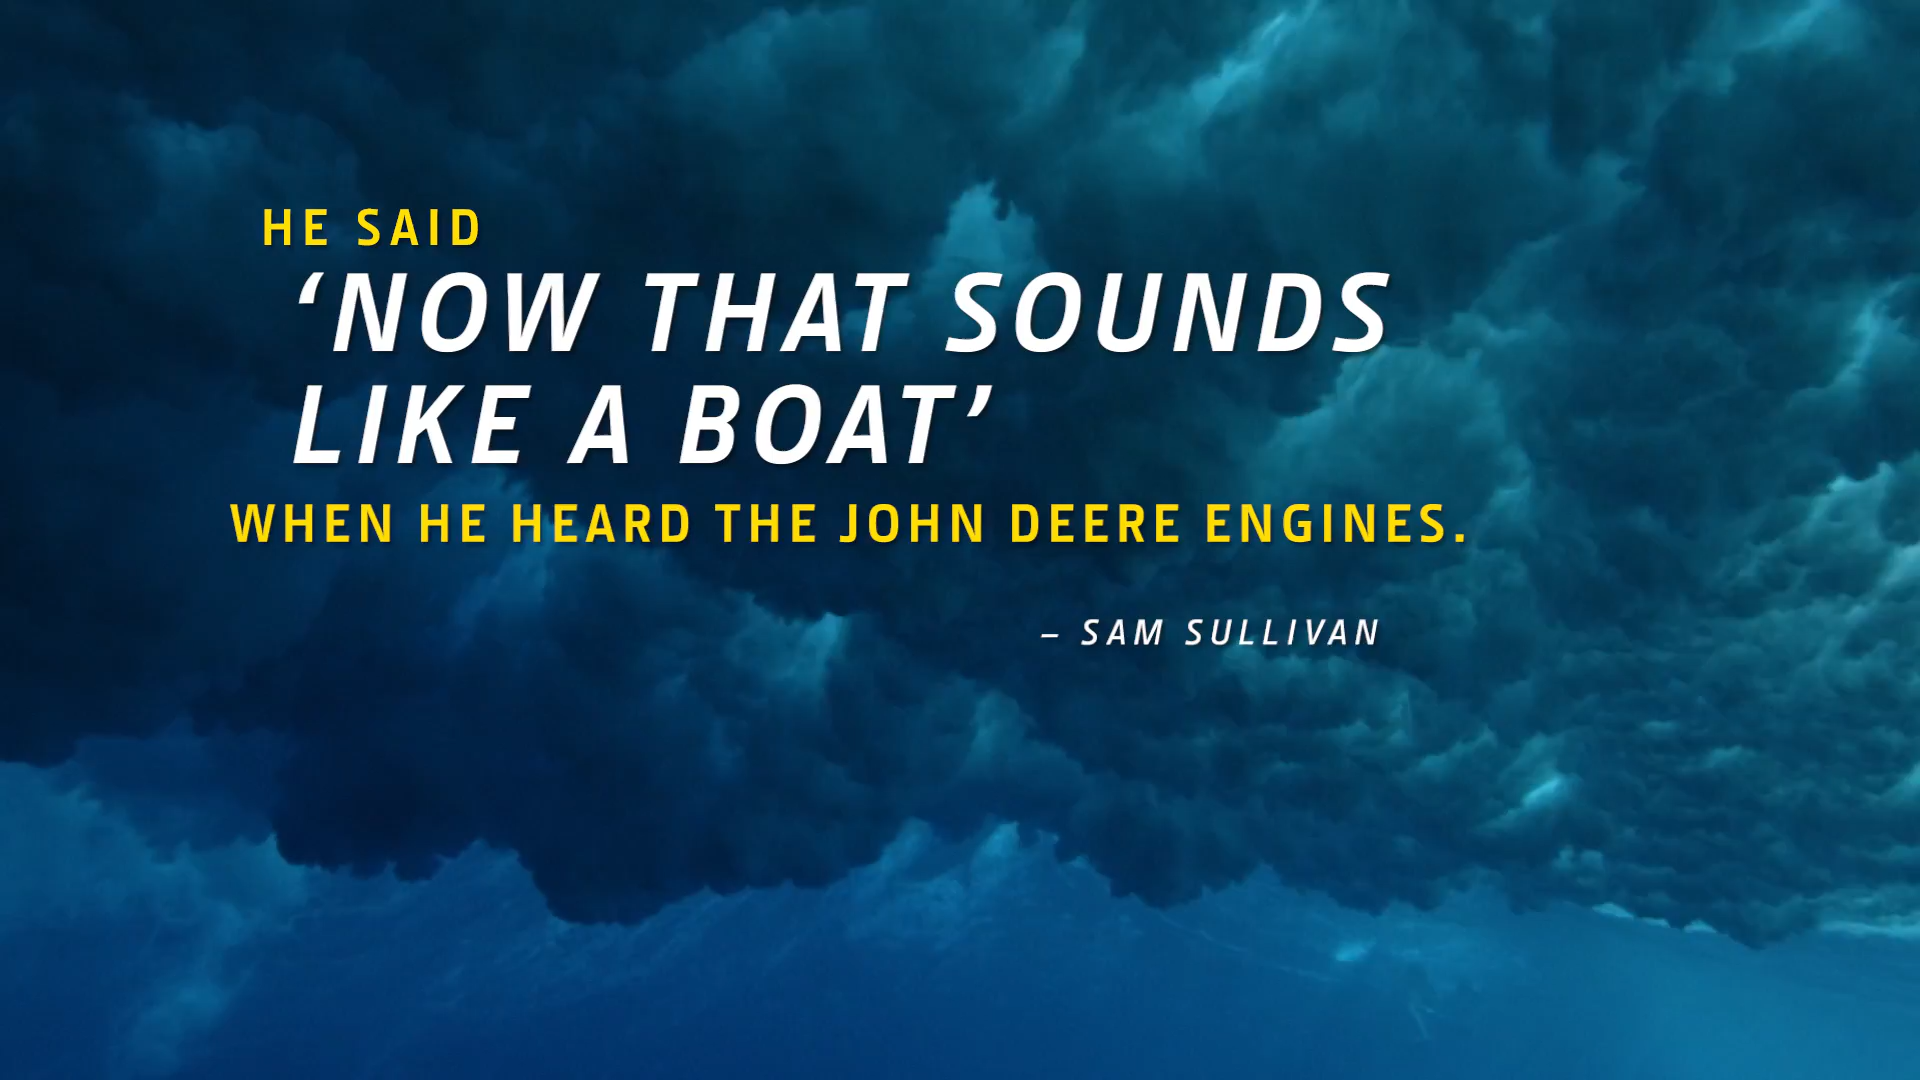 HE SAID
‘NOW THAT SOUNDS
LIKE A BOAT’
WHEN HE HEARD THE JOHN DEERE ENGINES.
– SAM SULLIVAN